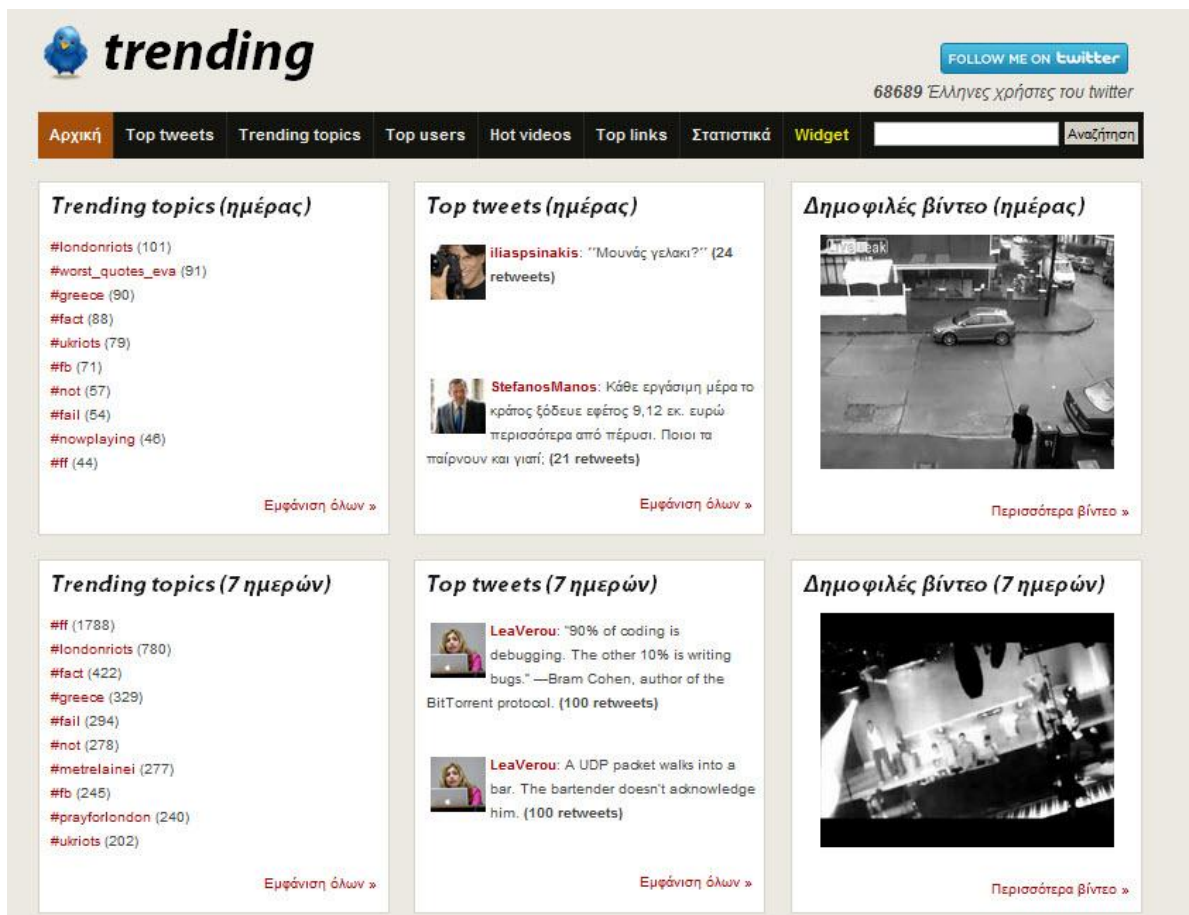 trending
FOLLOW ME ON twitter
68689 Έλληνες χρήστες του twitter
Αρχική Top tweets Trending topics Top users Hot videos Top links Στατιστικά Widget Αναζήτηση
Trending topics (ημέρας)
#londonriots (101)
#worst_quotes_eva (91)
#greece (90)
#fact (88)
#ukriots (79)
#fb (71)
#not (57)
#fail (54)
#nowplaying (46)
#ff (44)
Εμφάνιση όλων »
Top tweets (ημέρας)
iliaspsinakis: ‘’Μουνάς γελακι?’’ (24
retweets)
StefanosManos: Κάθε εργάσιμη μέρα το
κράτος ξόδευε εφέτος 9,12 εκ. ευρώ
περισσότερα από πέρυσι. Ποιοι τα
παίρνουν και γιατί; (21 retweets)
Εμφάνιση όλων »
Δημοφιλές βίντεο (ημέρας)
LiveLeak
Περισσότερα βίντεο »
Trending topics (7 ημερών)
#ff (1788)
#londonriots (780)
#fact (422)
#greece (329)
#fail (294)
#not (278)
#metrelainei (277)
#fb (245)
#prayforlondon (240)
#ukriots (202)
Εμφάνιση όλων »
Top tweets (7 ημερών)
LeaVerou: "90% of coding is
debugging. The other 10% is writing
bugs." —Bram Cohen, author of the
BitTorrent protocol. (100 retweets)
LeaVerou: A UDP packet walks into a
bar. The bartender doesn't acknowledge
him. (100 retweets)
Εμφάνιση όλων »
Δημοφιλές βίντεο (7 ημερών)
Περισσότερα βίντεο »